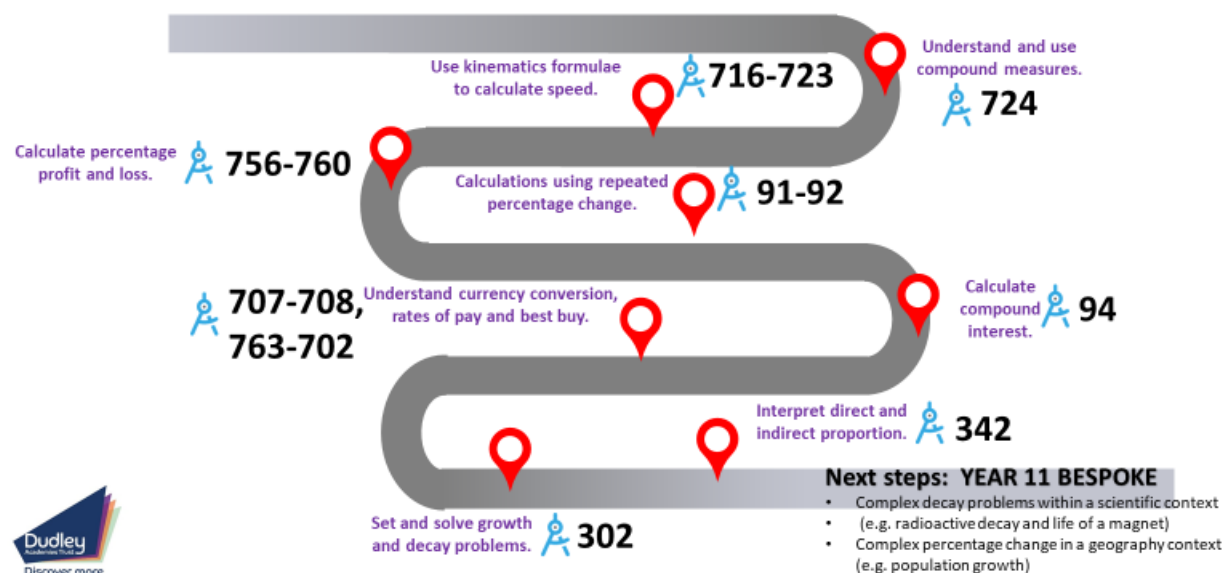 Understand and use
compound measures.
724
Use kinematics formulae
to calculate speed.
716-723
Calculate percentage
profit and loss.
756-760
Calculations using repeated
percentage change.
91-92
Calculate
compound
interest.
94
Understand currency conversion,
rates of pay and best buy.
707-708,
763-702
Set and solve growth
and decay problems.
302
Interpret direct and
indirect proportion.
342
Next steps: YEAR 11 BESPOKE
• Complex decay problems within a scientific context
• (e.g. radioactive decay and life of a magnet)
• Complex percentage change in a geography context
(e.g. population growth)
Dudley
Academies Trust
Discover more